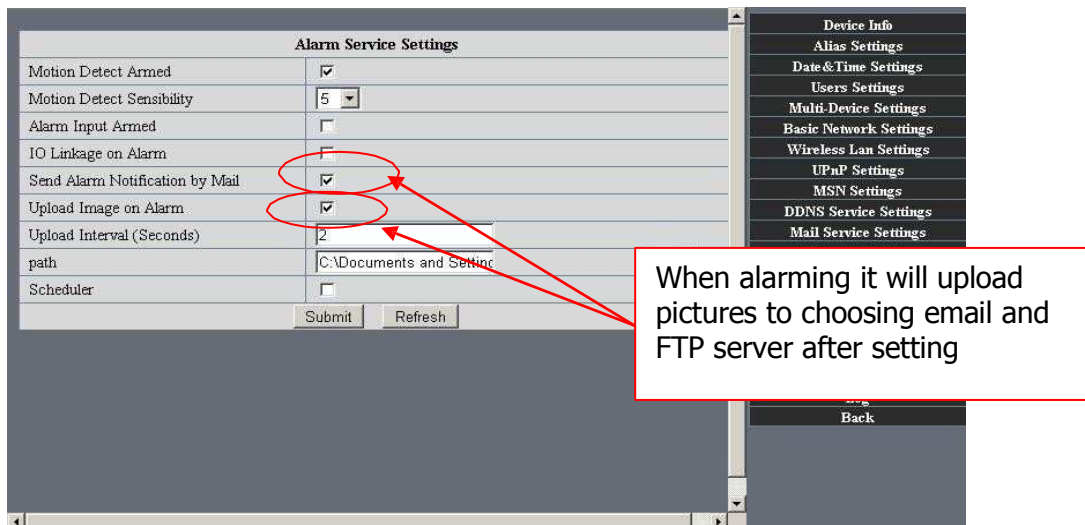 Alarm Service Settings
Motion Detect Armed
Motion Detect Sensibility 5
Alarm Input Armed
IO Linkage on Alarm
Send Alarm Notification by Mail
Upload Image on Alarm
Upload Interval (Seconds) 2
path C:\Documents and Setting
Scheduler
Submit Refresh
Device Info
Alias Settings
Date&Time Settings
Users Settings
Multi-Device Settings
Basic Network Settings
Wireless Lan Settings
UPnP Settings
MSN Settings
DDNS Service Settings
Mail Service Settings
Back
When alarming it will upload
pictures to choosing email and
FTP server after setting